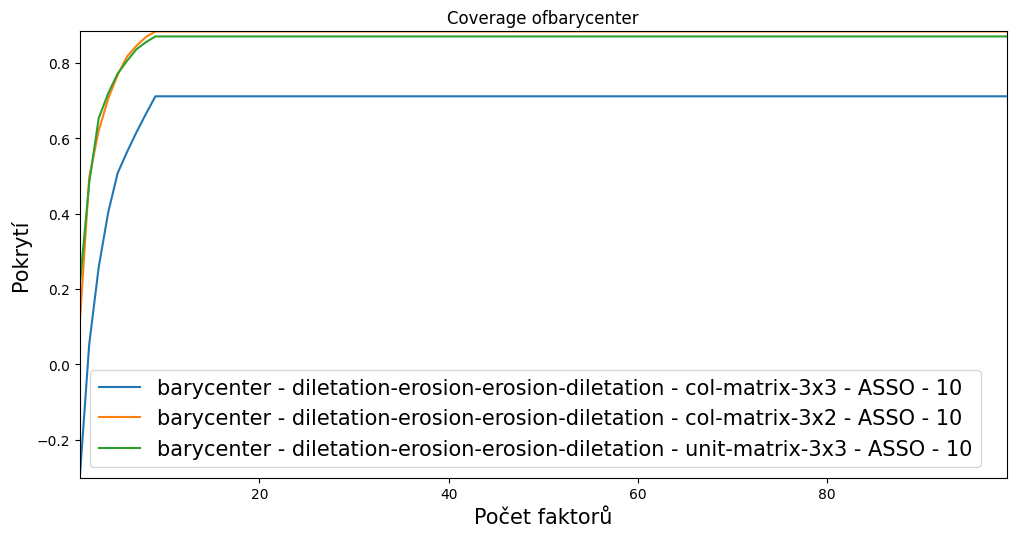 Coverage ofbarycenter
0.8
0.6
0.4
0.2
0.0
−0.2
Pokrytí
barycenter - diletation-erosion-erosion-diletation - col-matrix-3x3 - ASSO - 10
barycenter - diletation-erosion-erosion-diletation - col-matrix-3x2 - ASSO - 10
barycenter - diletation-erosion-erosion-diletation - unit-matrix-3x3 - ASSO - 10
20 40 60 80
Počet faktorů